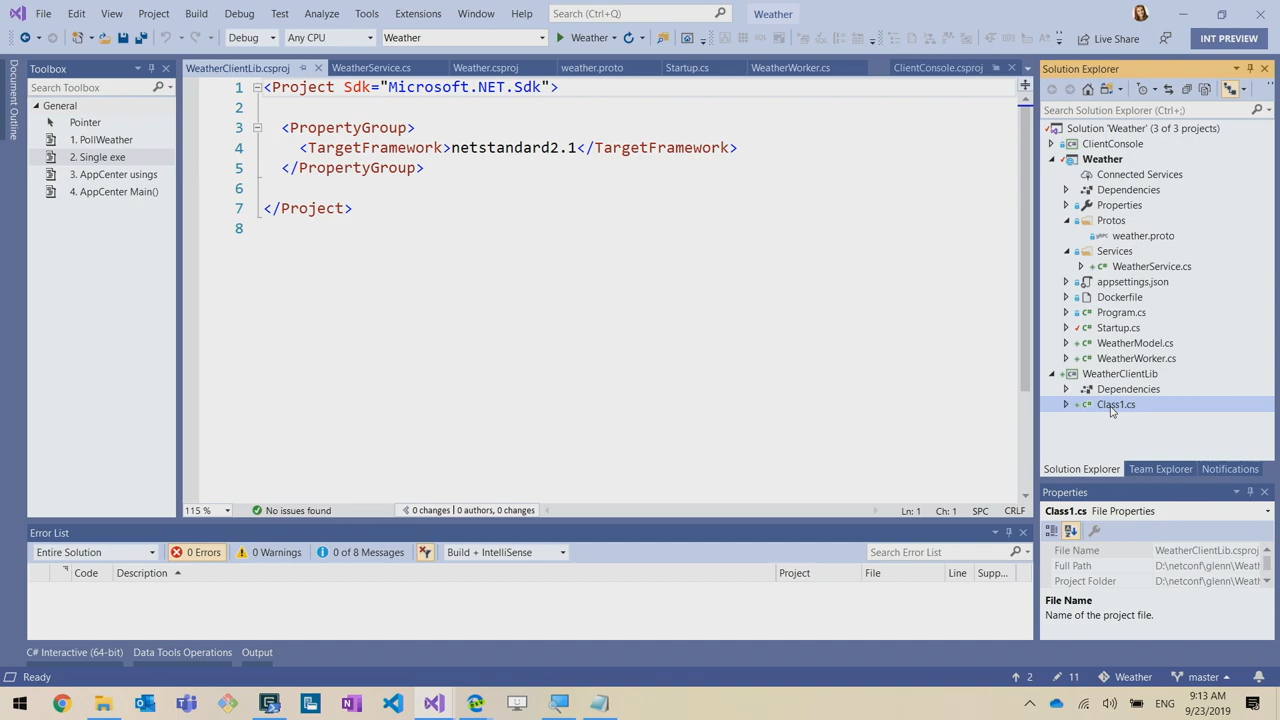 File Edit View Project Build Debug Test Analyze Tools Extensions Window Help Search (Ctrl+Q) Weather
Debug Any CPU Weather Weather Live Share INT PREVIEW
Document Outline
Toolbox
Search Toolbox
General
Pointer
1. PollWeather
2. Single exe
3. AppCenter usings
4. AppCenter Main()
WeatherClientLib.csproj WeatherService.cs Weather.csproj weather.proto Startup.cs WeatherWorker.cs ClientConsole.csproj
1 <Project Sdk="Microsoft.NET.Sdk">
2
3 <PropertyGroup>
4 <TargetFramework>netstandard2.1</TargetFramework>
5 </PropertyGroup>
6
7 </Project>
8
115 % No issues found 0 changes | 0 authors, 0 changes Ln: 1 Ch: 1 SPC CRLF
Solution Explorer
Search Solution Explorer (Ctrl+;)
Solution 'Weather' (3 of 3 projects)
ClientConsole
Weather
Connected Services
Dependencies
Properties
Protos
weather.proto
Services
WeatherService.cs
appsettings.json
Dockerfile
Program.cs
Startup.cs
WeatherModel.cs
WeatherWorker.cs
WeatherClientLib
Dependencies
Class1.cs
Solution Explorer Team Explorer Notifications
Properties
Class1.cs File Properties
File Name WeatherClientLib.csproj
Full Path D:\netconf\glenn\Weat
Project Folder D:\netconf\glenn\Weat
File Name
Name of the project file.
Error List
Entire Solution 0 Errors 0 Warnings 0 of 8 Messages Build + IntelliSense Search Error List
Code Description Project File Line Supp...
C# Interactive (64-bit) Data Tools Operations Output
Ready 2 11 Weather master
ENG 9:13 AM
9/23/2019